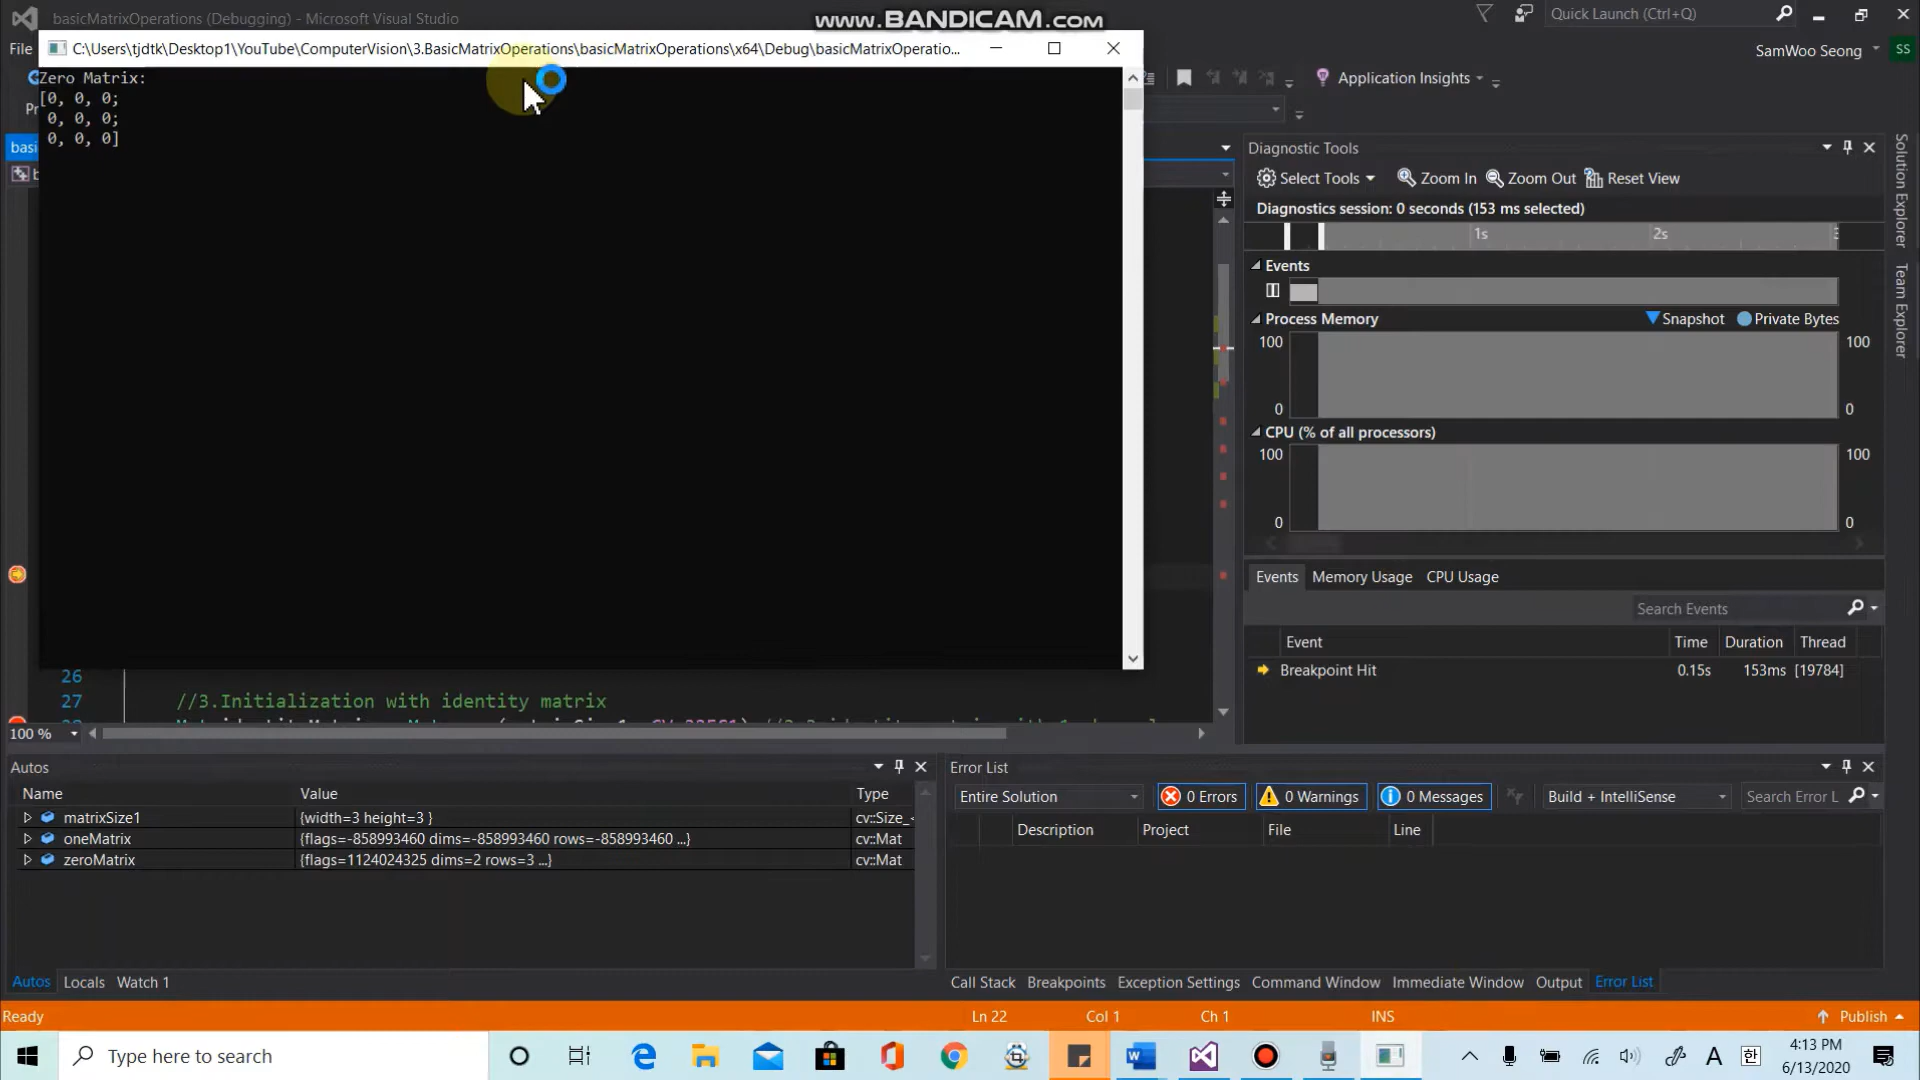 basicMatrixOperations (Debugging) - Microsoft Visual Studio
www.BANDICAM.com
Quick Launch (Ctrl+Q)
File
C:\Users\tjdtk\Desktop1\YouTube\ComputerVision\3.BasicMatrixOperations\basicMatrixOperations\x64\Debug\basicMatrixOperatio...
SamWoo Seong
SS
Zero Matrix:
[0, 0, 0;
0, 0, 0;
0, 0, 0]
Application Insights
Pr
basi
b
Diagnostic Tools
Select Tools
Zoom In
Zoom Out
Reset View
Diagnostics session: 0 seconds (153 ms selected)
1s
2s
Events
Process Memory
Snapshot
Private Bytes
100
100
0
0
CPU (% of all processors)
100
100
0
0
Solution Explorer
Team Explorer
Events
Memory Usage
CPU Usage
Search Events
Event
Time
Duration
Thread
Breakpoint Hit
0.15s
153ms
[19784]
26
27
//3.Initialization with identity matrix
100 %
Autos
Name
Value
Type
matrixSize1
{width=3 height=3 }
cv::Size_<
oneMatrix
{flags=-858993460 dims=-858993460 rows=-858993460 ...}
cv::Mat
zeroMatrix
{flags=1124024325 dims=2 rows=3 ...}
cv::Mat
Autos
Locals
Watch 1
Error List
Entire Solution
0 Errors
0 Warnings
0 Messages
Build + IntelliSense
Search Error L
Description
Project
File
Line
Call Stack
Breakpoints
Exception Settings
Command Window
Immediate Window
Output
Error List
Ready
Ln 22
Col 1
Ch 1
INS
Publish
Type here to search
A
한
4:13 PM
6/13/2020